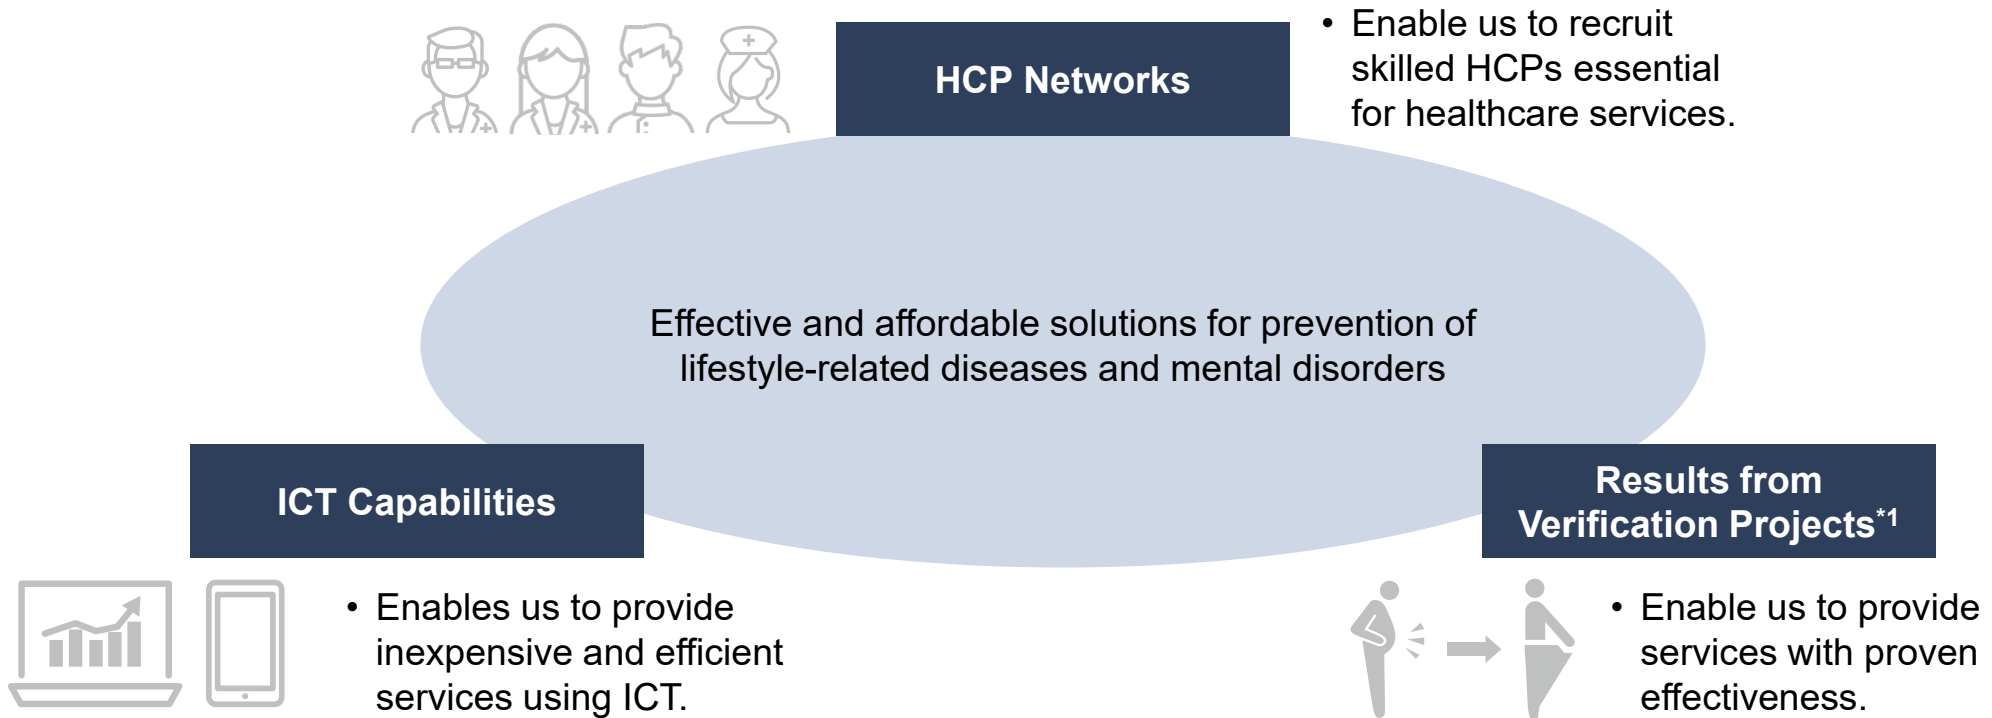 HCP Networks
• Enable us to recruit
skilled HCPs essential
for healthcare services.
Effective and affordable solutions for prevention of
lifestyle-related diseases and mental disorders
ICT Capabilities
• Enables us to provide
inexpensive and efficient
services using ICT.
Results from
Verification Projects*1
• Enable us to provide
services with proven
effectiveness.